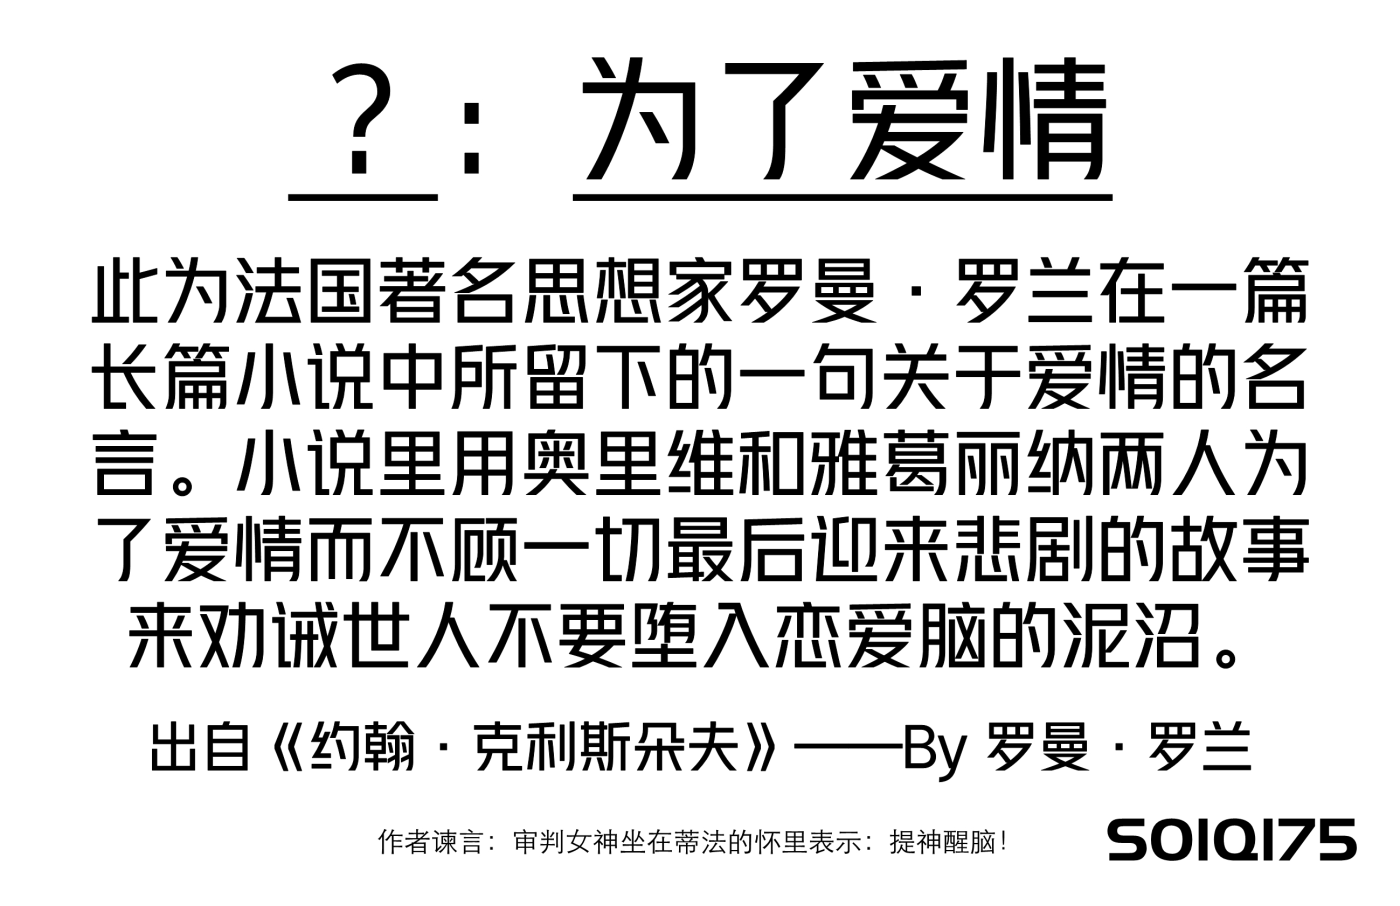 ？：为了爱情
此为法国著名思想家罗曼·罗兰在一篇
长篇小说中所留下的一句关于爱情的名
言。小说里用奥里维和雅葛丽纳两人为
了爱情而不顾一切最后迎来悲剧的故事
来劝诫世人不要堕入恋爱脑的泥沼。
出自《约翰·克利斯朵夫》——By 罗曼·罗兰
作者谏言：审判女神坐在蒂法的怀里表示：提神醒脑！
SOIQI75